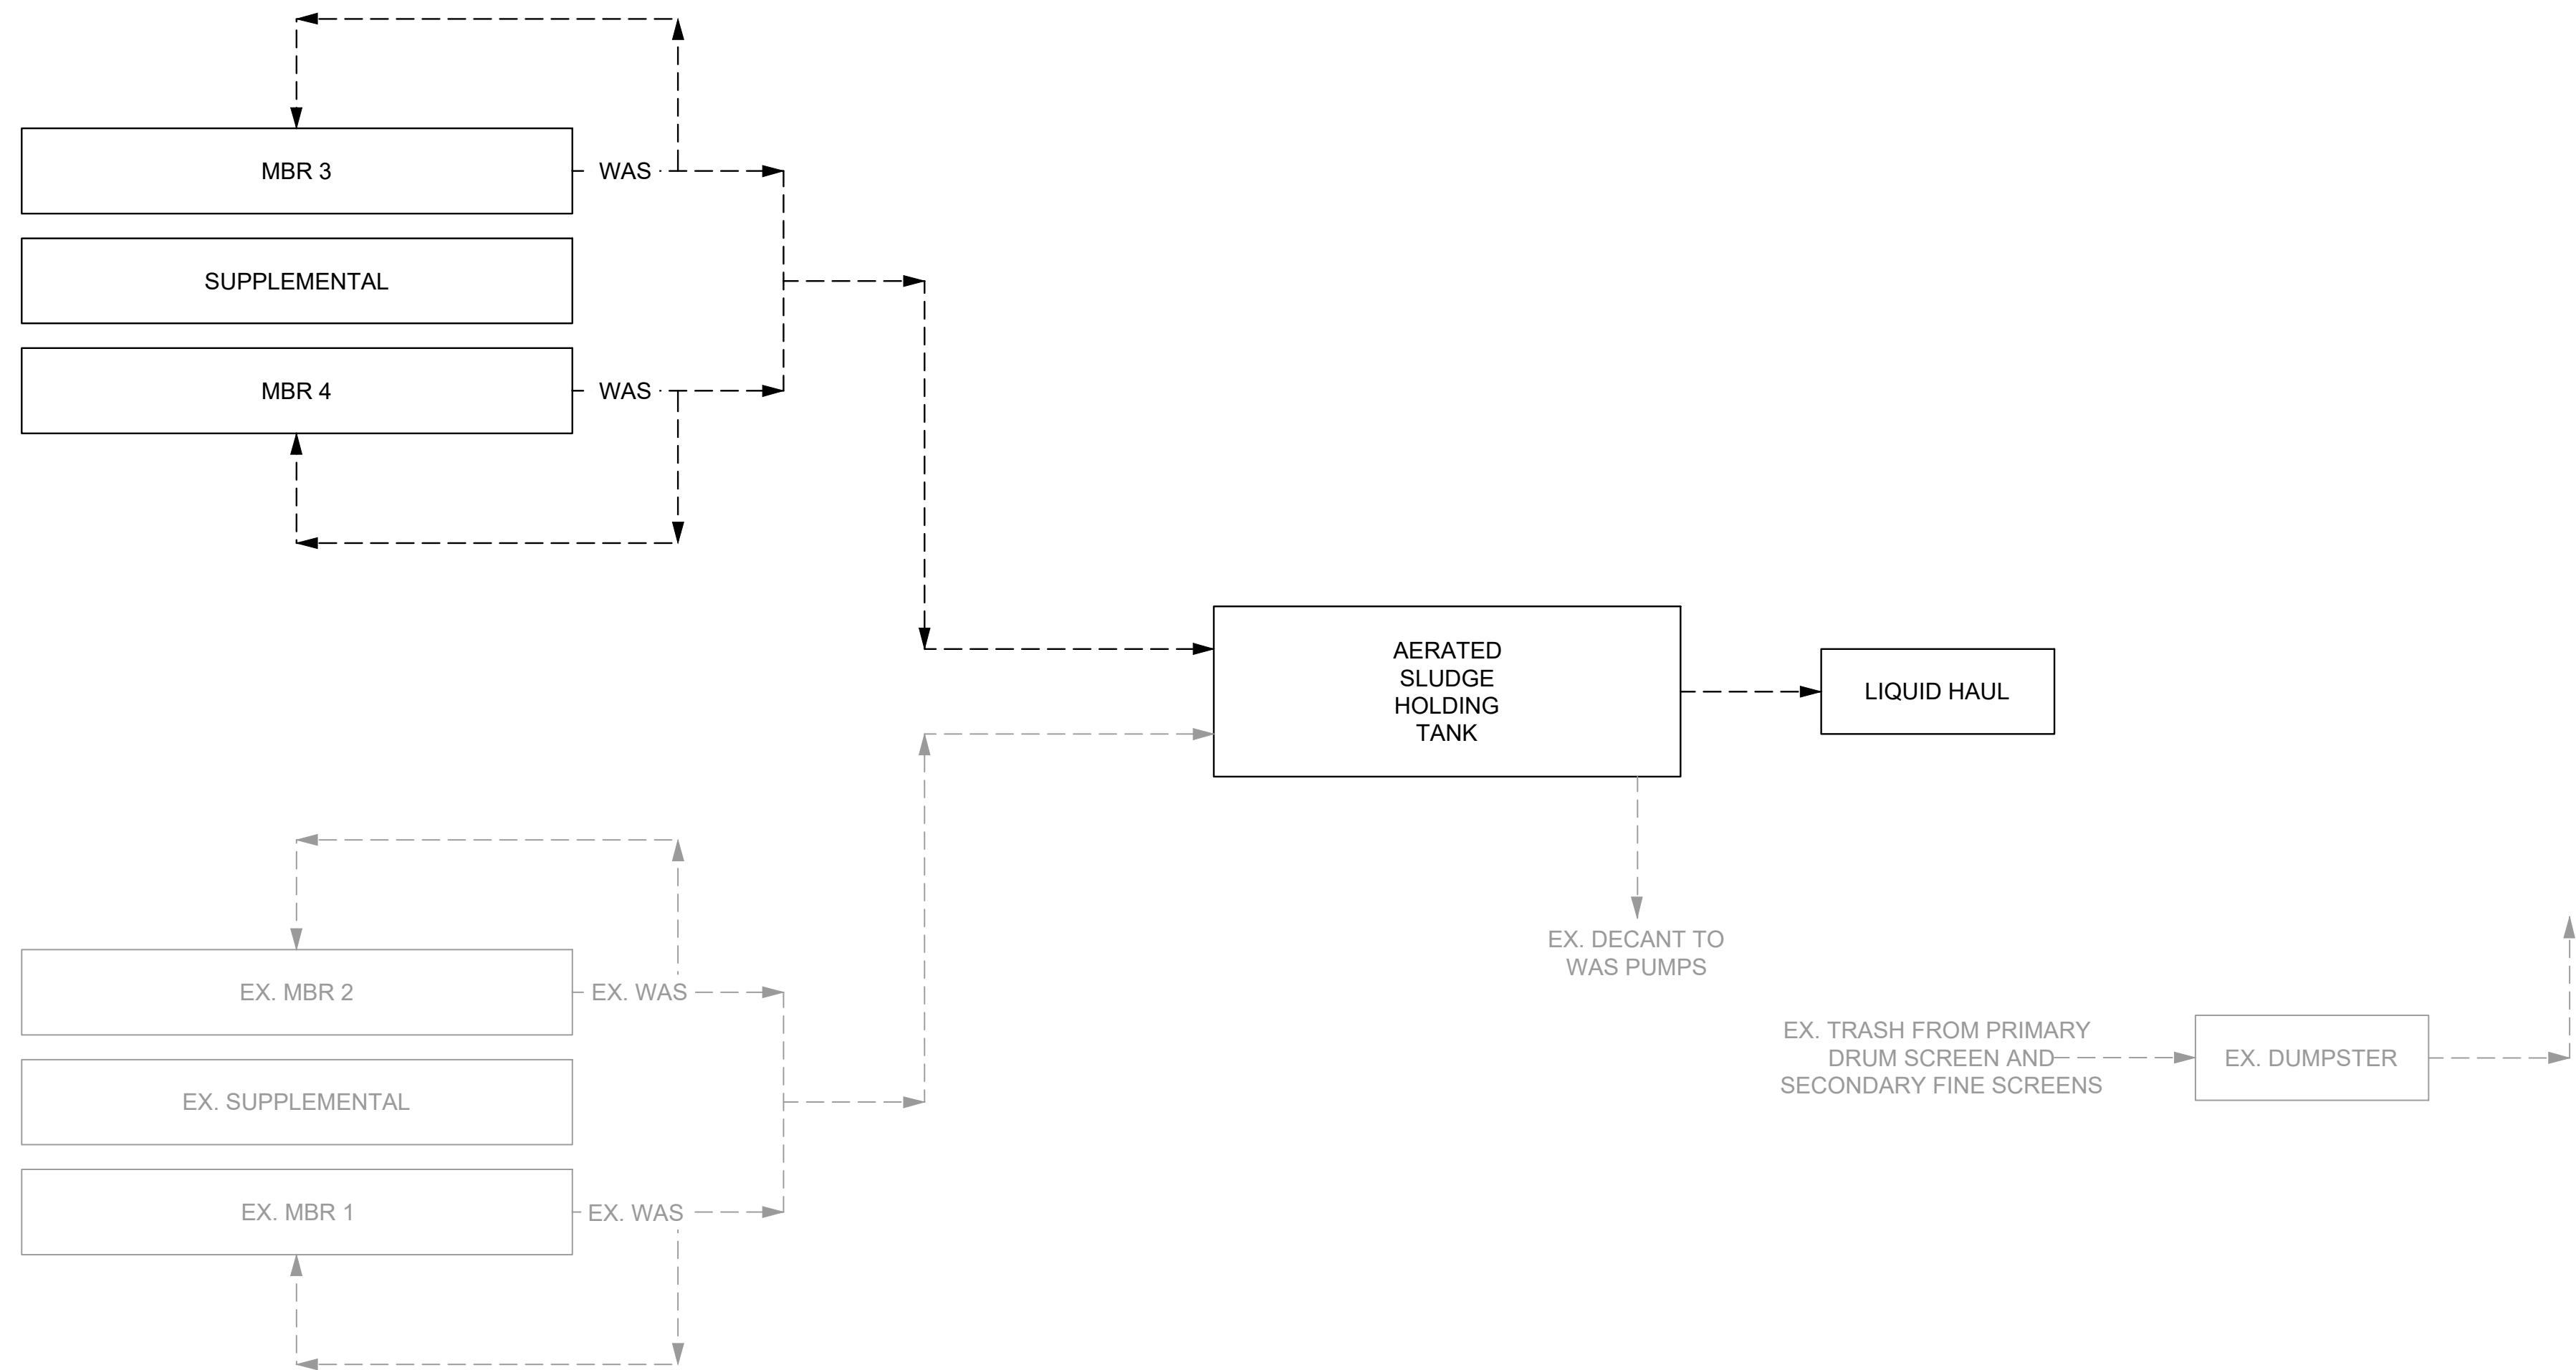 MBR 3
WAS
SUPPLEMENTAL
MBR 4
WAS
AERATED
SLUDGE
HOLDING
TANK
LIQUID HAUL
EX. DECANT TO
WAS PUMPS
EX. MBR 2
EX. WAS
EX. SUPPLEMENTAL
EX. MBR 1
EX. WAS
EX. TRASH FROM PRIMARY
DRUM SCREEN AND
SECONDARY FINE SCREENS
EX. DUMPSTER